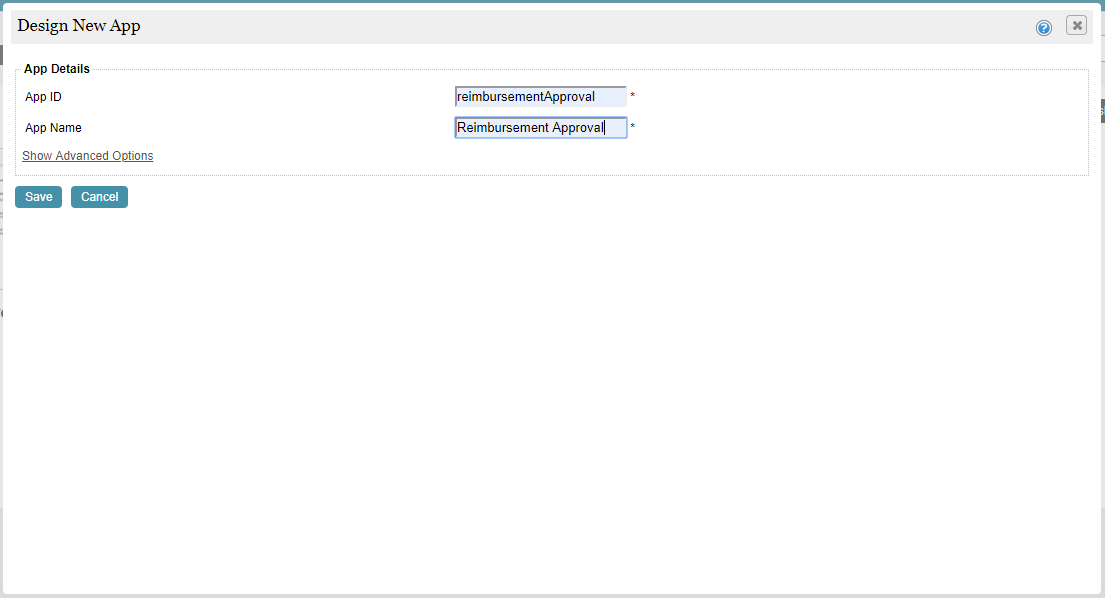 Design New App
App Details
App ID reimbursementApproval *
App Name Reimbursement Approval *
Show Advanced Options
Save Cancel